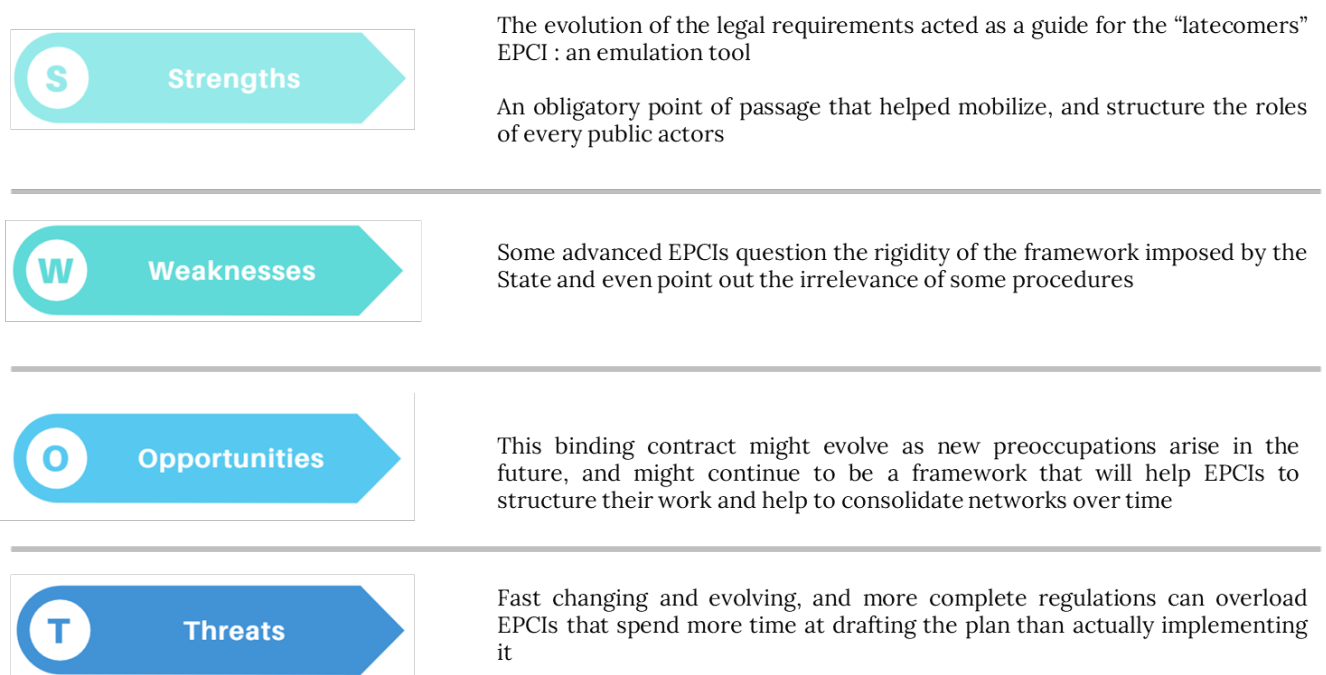 S Strengths
The evolution of the legal requirements acted as a guide for the “latecomers”
EPCI : an emulation tool
An obligatory point of passage that helped mobilize, and structure the roles
of every public actors
W Weaknesses
Some advanced EPCIs question the rigidity of the framework imposed by the
State and even point out the irrelevance of some procedures
O Opportunities
This binding contract might evolve as new preoccupations arise in the
future, and might continue to be a framework that will help EPCIs to
structure their work and help to consolidate networks over time
T Threats
Fast changing and evolving, and more complete regulations can overload
EPCIs that spend more time at drafting the plan than actually implementing
it